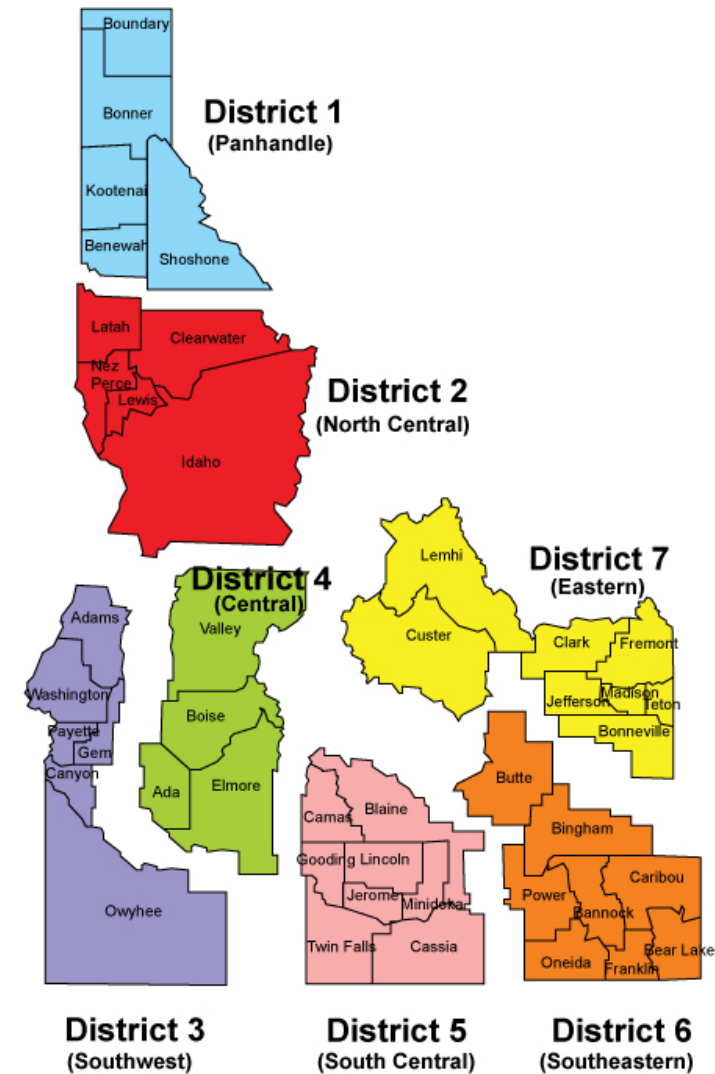 Boundary
Bonner
District 1
(Panhandle)
Kootenai
Benewah
Shoshone
Latah
Clearwater
Nez
Perce
Lewis
District 2
(North Central)
Idaho
Lemhi
District 7
(Eastern)
Custer
Clark
Fremont
Jefferson
Madison
Teton
Bonneville
District 4
(Central)
Valley
Boise
Ada
Elmore
Adams
Washington
Payette
Gem
Canyon
Owyhee
District 3
(Southwest)
Camas
Blaine
Gooding
Lincoln
Jerome
Minidoka
Twin Falls
Cassia
District 5
(South Central)
Butte
Bingham
Power
Bannock
Caribou
Bear Lake
Oneida
Franklin
District 6
(Southeastern)